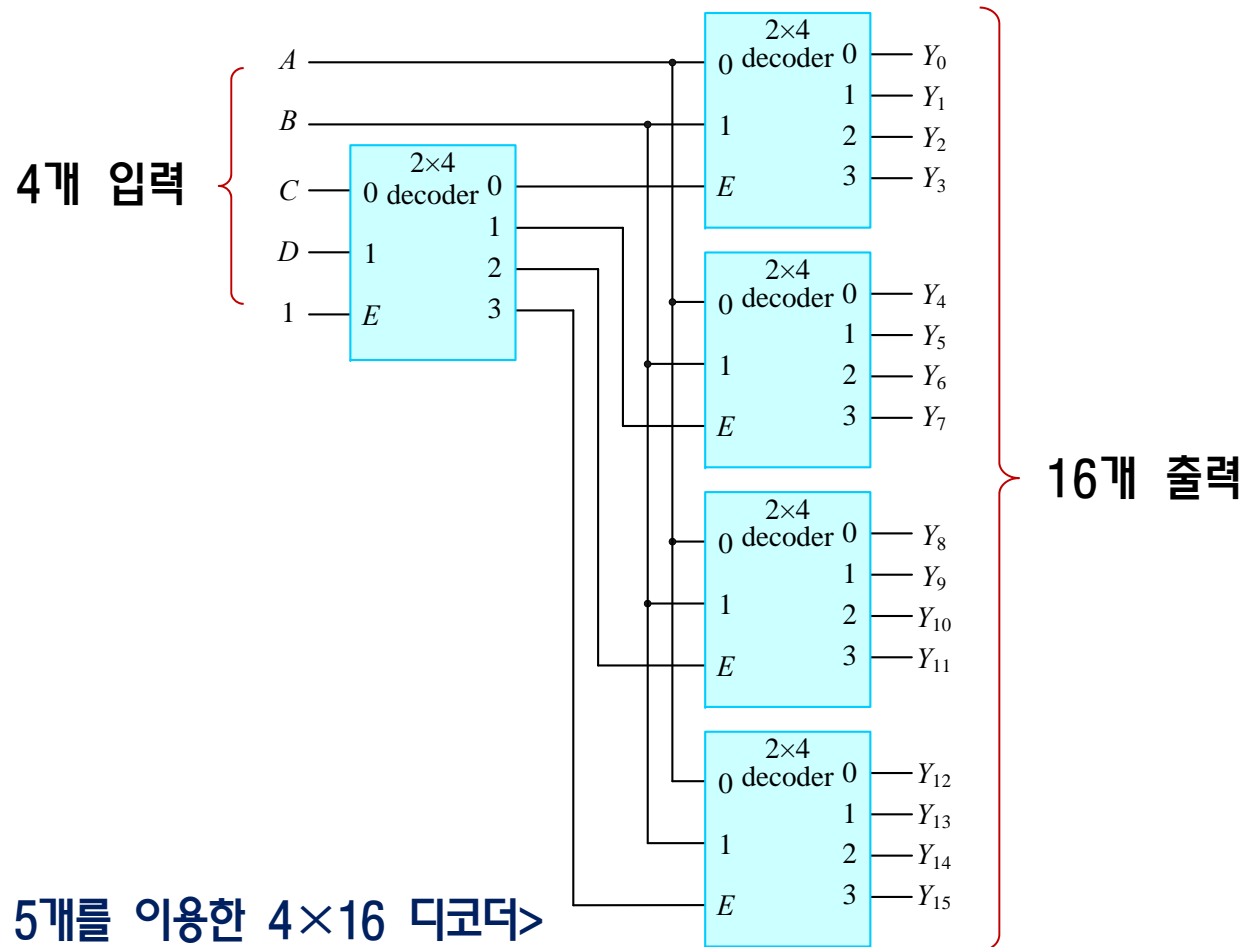 4개 입력
A
B
C
D
1
2×4
decoder
0
1
E
0
1
2
3
2×4
decoder
0
1
E
0
1
2
3
Y0
Y1
Y2
Y3
2×4
decoder
0
1
E
0
1
2
3
Y4
Y5
Y6
Y7
2×4
decoder
0
1
E
0
1
2
3
Y8
Y9
Y10
Y11
2×4
decoder
0
1
E
0
1
2
3
Y12
Y13
Y14
Y15
16개 출력
5개를 이용한 4×16 디코더>